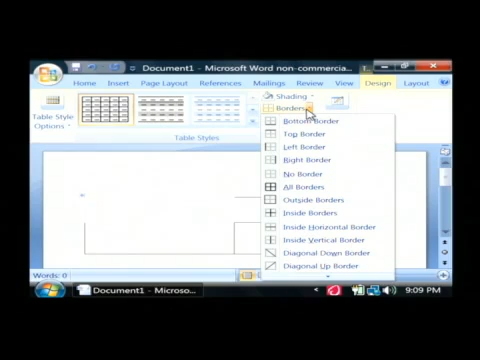 Document1 - Microsoft Word non-commercia...
T...
Home Insert Page Layout References Mailings Review View Design Layout
Shading
Borders
Table Style
Options
Table Styles
Bottom Border
Top Border
Left Border
Right Border
No Border
All Borders
Outside Borders
Inside Borders
Inside Horizontal Border
Inside Vertical Border
Diagonal Down Border
Diagonal Up Border
Words: 0
Document1 - Microso...
9:09 PM